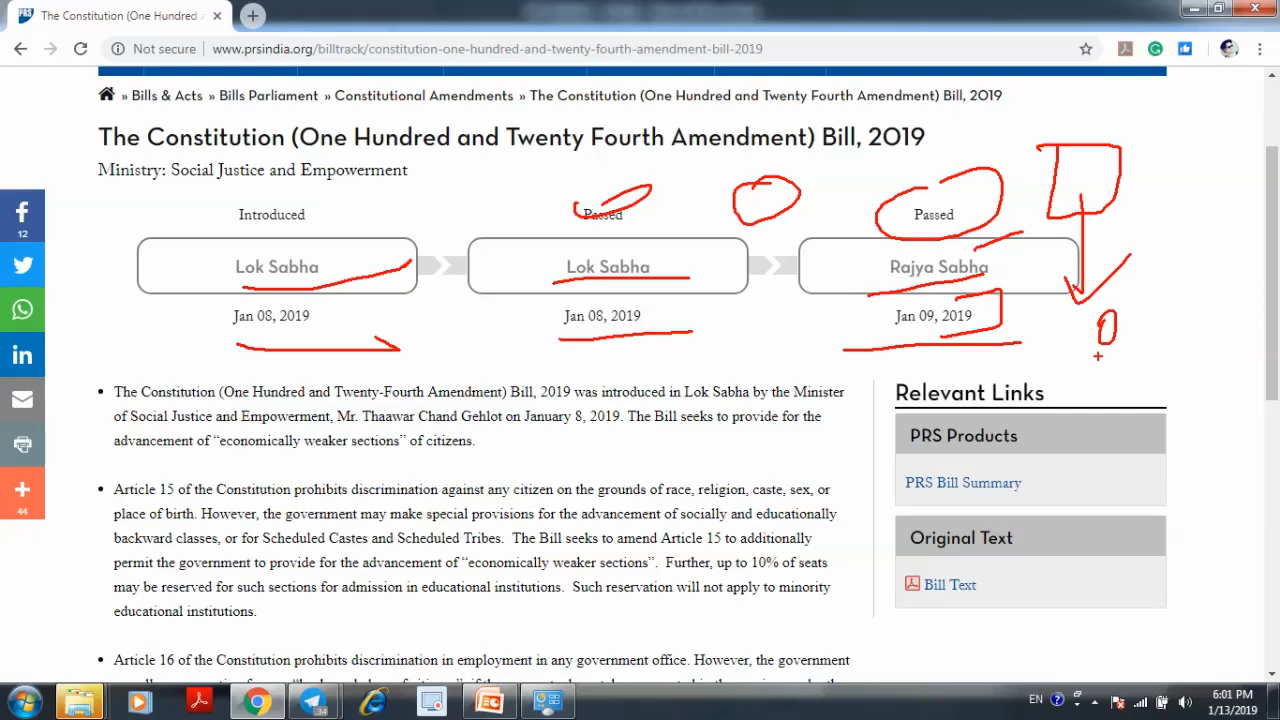 The Constitution (One Hundred a
Not secure
www.prsindia.org/billtrack/constitution-one-hundred-and-twenty-fourth-amendment-bill-2019
» Bills & Acts » Bills Parliament » Constitutional Amendments » The Constitution (One Hundred and Twenty Fourth Amendment) Bill, 2019
The Constitution (One Hundred and Twenty Fourth Amendment) Bill, 2019
Ministry: Social Justice and Empowerment
Introduced
Passed
Passed
Lok Sabha
Lok Sabha
Rajya Sabha
Jan 08, 2019
Jan 08, 2019
Jan 09, 2019
12
44
The Constitution (One Hundred and Twenty-Fourth Amendment) Bill, 2019 was introduced in Lok Sabha by the Minister
of Social Justice and Empowerment, Mr. Thaawar Chand Gehlot on January 8, 2019. The Bill seeks to provide for the
advancement of “economically weaker sections” of citizens.
Article 15 of the Constitution prohibits discrimination against any citizen on the grounds of race, religion, caste, sex, or
place of birth. However, the government may make special provisions for the advancement of socially and educationally
backward classes, or for Scheduled Castes and Scheduled Tribes. The Bill seeks to amend Article 15 to additionally
permit the government to provide for the advancement of “economically weaker sections”. Further, up to 10% of seats
may be reserved for such sections for admission in educational institutions. Such reservation will not apply to minority
educational institutions.
Article 16 of the Constitution prohibits discrimination in employment in any government office. However, the government
Relevant Links
PRS Products
PRS Bill Summary
Original Text
Bill Text
EN
6:01 PM
1/13/2019